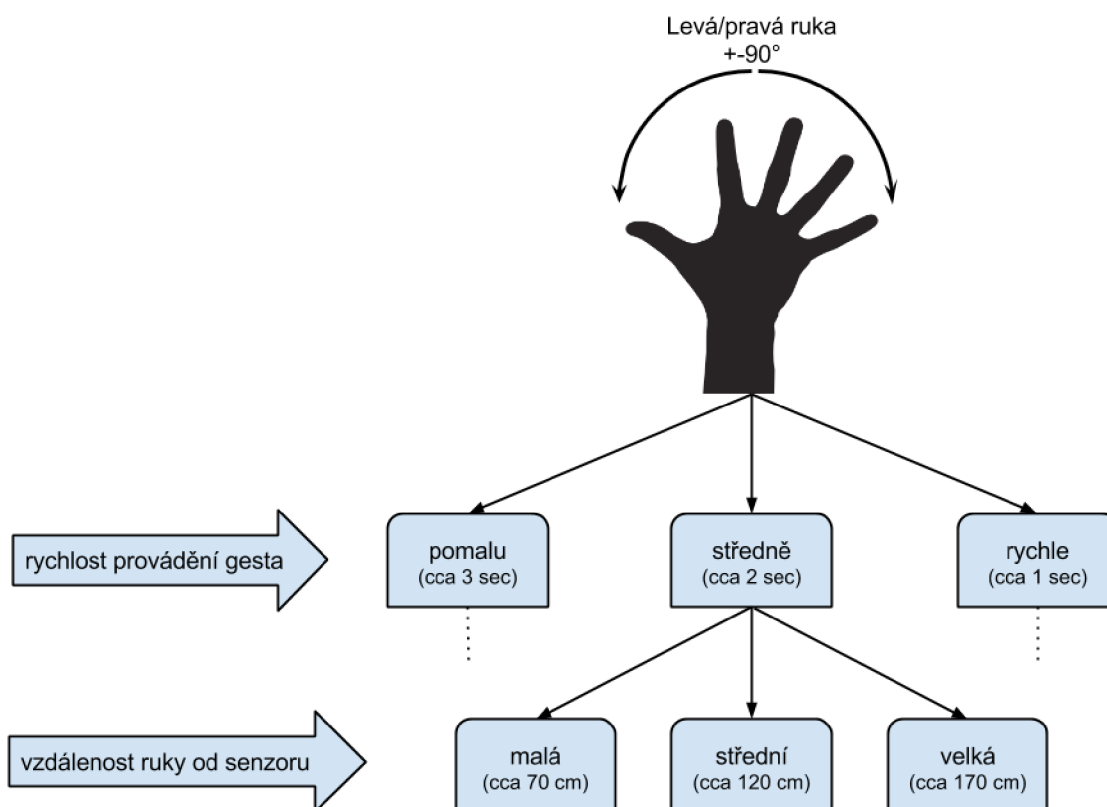 Levá/pravá ruka
+-90°
rychlost provádění gesta
pomalu
(cca 3 sec)
středně
(cca 2 sec)
rychle
(cca 1 sec)
vzdálenost ruky od senzoru
malá
(cca 70 cm)
střední
(cca 120 cm)
velká
(cca 170 cm)